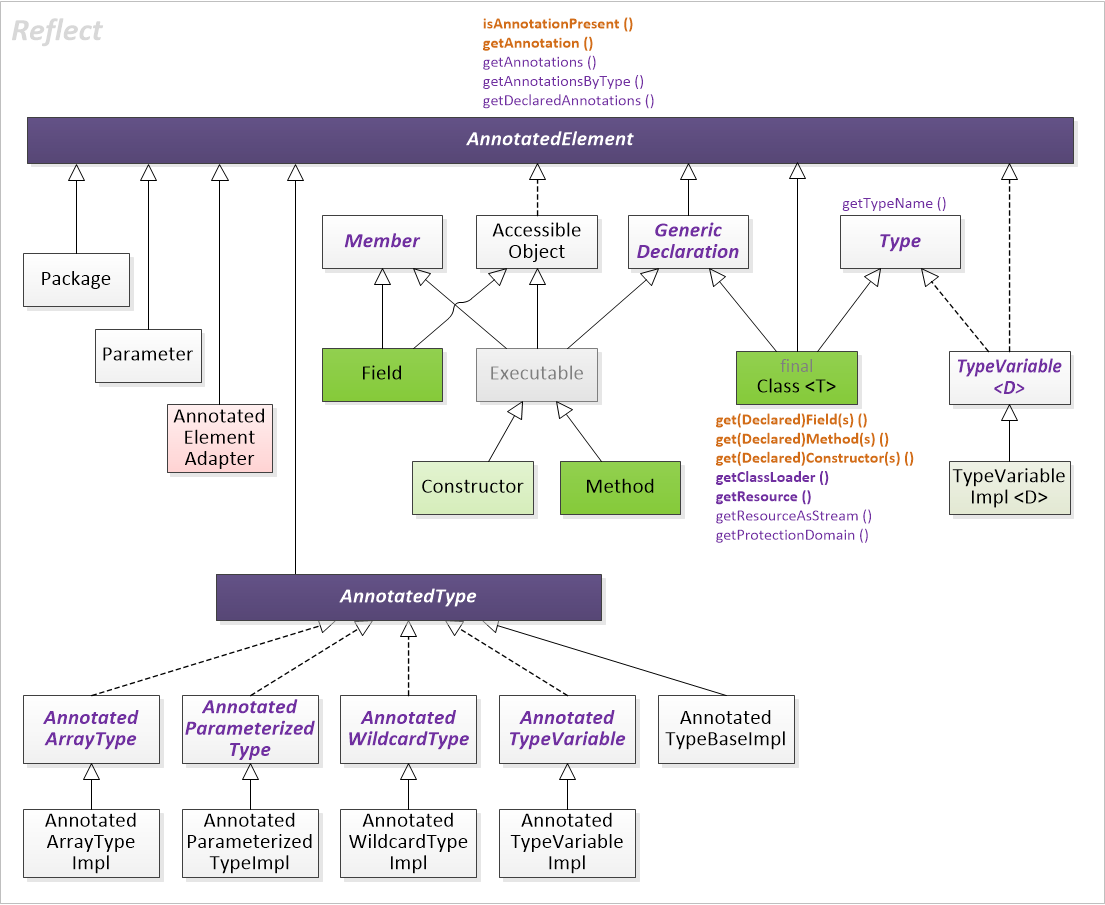 Reflect
isAnnotationPresent ()
getAnnotation ()
getAnnotations ()
getAnnotationsByType ()
getDeclaredAnnotations ()
AnnotatedElement
getTypeName ()
Member
Accessible
Object
Generic
Declaration
Type
Package
Parameter
Field
Executable
final
Class <T>
TypeVariable
<D>
Annotated
Element
Adapter
get(Declared)Field(s) ()
get(Declared)Method(s) ()
get(Declared)Constructor(s) ()
getClassLoader ()
getResource ()
getResourceAsStream ()
getProtectionDomain ()
Constructor
Method
TypeVariable
Impl <D>
AnnotatedType
Annotated
ArrayType
Annotated
Parameterized
Type
Annotated
WildcardType
Annotated
TypeVariable
Annotated
TypeBaseImpl
Annotated
ArrayType
Impl
Annotated
Parameterized
TypeImpl
Annotated
WildcardType
Impl
Annotated
TypeVariable
Impl